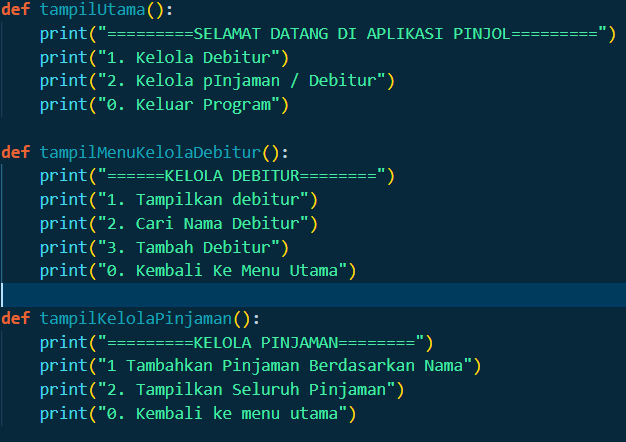 def tampilUtama():
    print("=========SELAMAT DATANG DI APLIKASI PINJOL=========")
    print("1. Kelola Debitur")
    print("2. Kelola pInjaman / Debitur")
    print("0. Keluar Program")
def tampilMenuKelolaDebitur():
    print("======KELOLA DEBITUR========")
    print("1. Tampilkan debitur")
    print("2. Cari Nama Debitur")
    print("3. Tambah Debitur")
    print("0. Kembali Ke Menu Utama")
def tampilKelolaPinjaman():
    print("=========KELOLA PINJAMAN========")
    print("1 Tambahkan Pinjaman Berdasarkan Nama")
    print("2. Tampilkan Seluruh Pinjaman")
    print("0. Kembali ke menu utama")